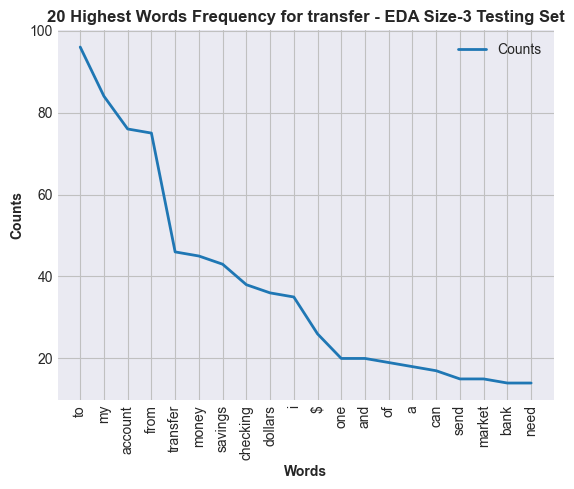 20 Highest Words Frequency for transfer - EDA Size-3 Testing Set
Counts
100
80
60
40
20
Counts
to
my
account
from
transfer
money
savings
checking
dollars
i
$
one
and
of
a
can
send
market
bank
need
Words